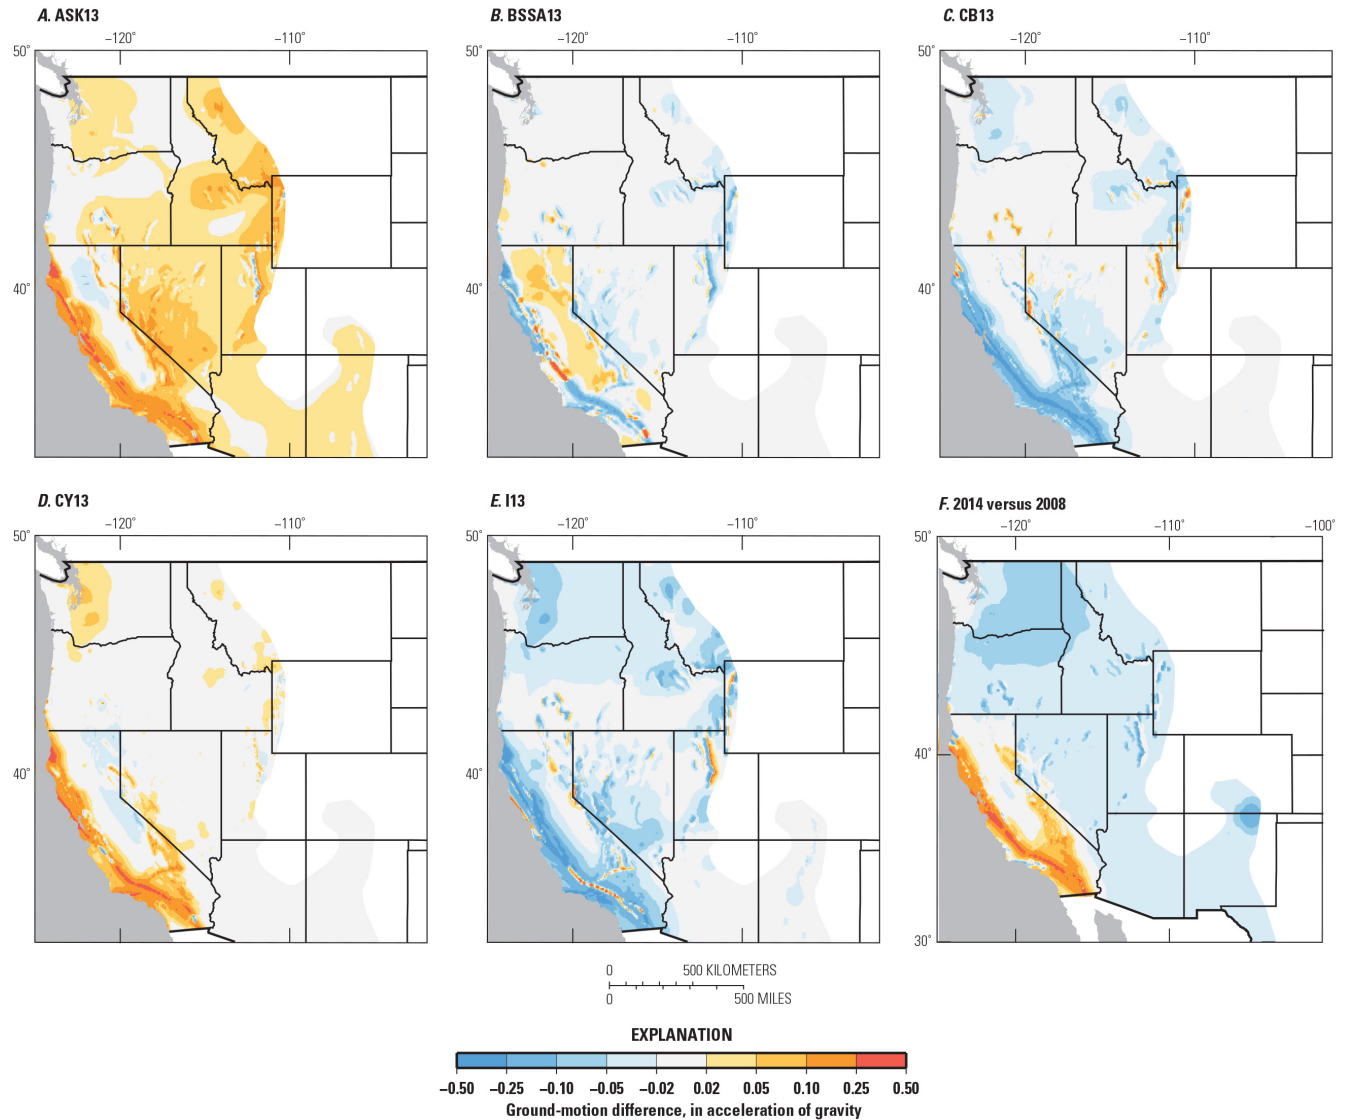 A. ASK13
B. BSSA13
C. CB13
−120° −110°
−120° −110°
−120° −110°
50° 50° 50°
40° 40° 40°
D. CY13
E. I13
F. 2014 versus 2008
−120° −110°
−120° −110°
−120° −110° −100°
50° 50° 50°
40° 40° 40°
30°
0 500 KILOMETERS
0 500 MILES
EXPLANATION
−0.50 −0.25 −0.10 −0.05 −0.02 0.02 0.05 0.10 0.25 0.50
Ground-motion difference, in acceleration of gravity